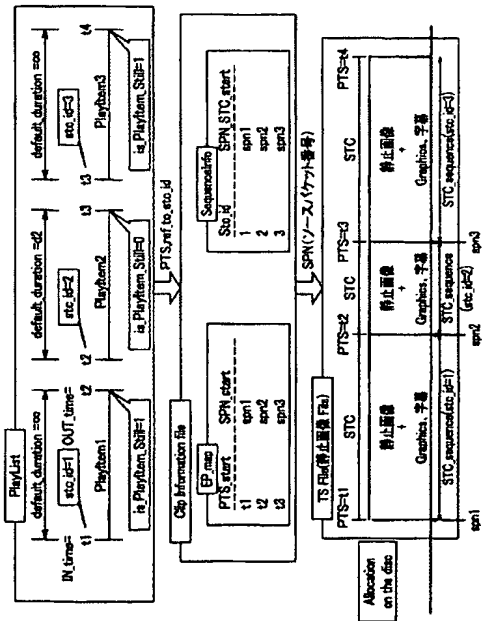 PlayList
default_duration =∞
default_duration =d2
default_duration =∞
IN_time=
stc_id=1
OUT_time=
stc_id=2
stc_id=3
t1
t2
t2
t3
t3
t4
PlayItem1
PlayItem2
PlayItem3
is_PlayItem_Still=1
is_PlayItem_Still=0
is_PlayItem_Still=1
PTS,ref_to_stc_id
Clip Information file
EP_map
PTS_start SPN_start
t1 spn1
t2 spn2
t3 spn3
SequenceInfo
Stc_id SPN_STC_start
1 spn1
2 spn2
3 spn3
SPN(ソースパケット番号)
TS File(静止画像 File)
PTS=t1
PTS=t2
PTS=t3
PTS=t4
STC
STC
STC
静止画像
+
Graphics, 字幕
静止画像
+
Graphics, 字幕
静止画像
+
Graphics, 字幕
STC_sequence(stc_id=1)
STC_sequence
(stc_id=2)
STC_sequence(stc_id=3)
Allocation
on the disc
spn1
spn2
spn3